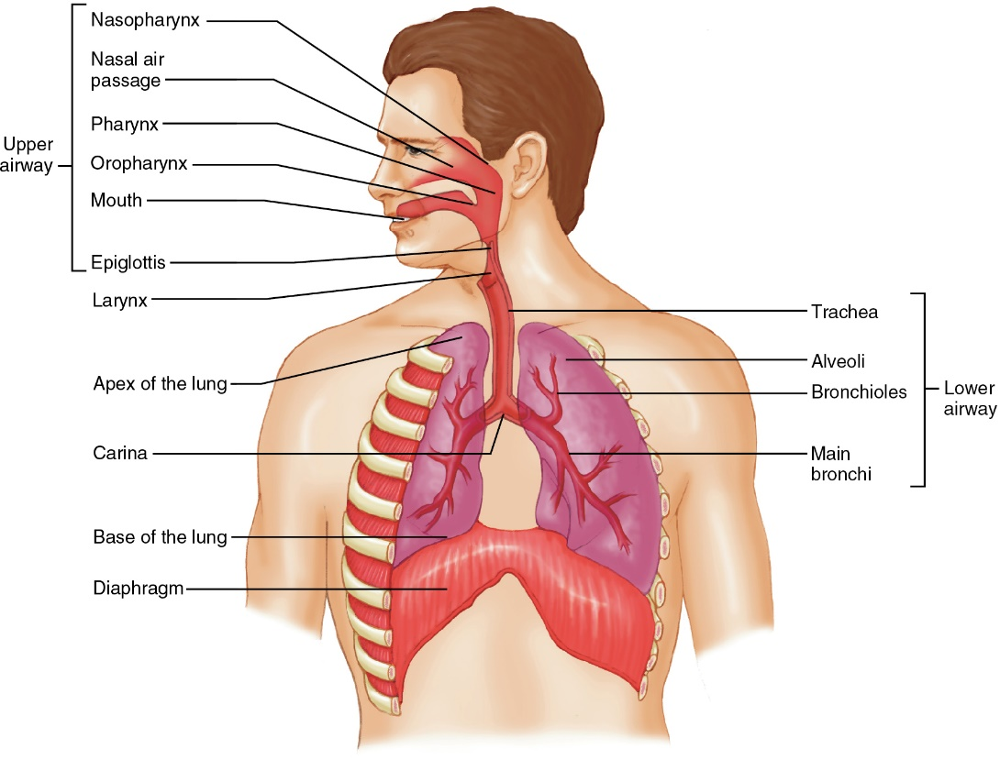 Nasopharynx
Nasal air
passage
Pharynx
Upper
airway
Oropharynx
Mouth
Epiglottis
Larynx
Apex of the lung
Carina
Base of the lung
Diaphragm
Trachea
Alveoli
Bronchioles
Lower
airway
Main
bronchi